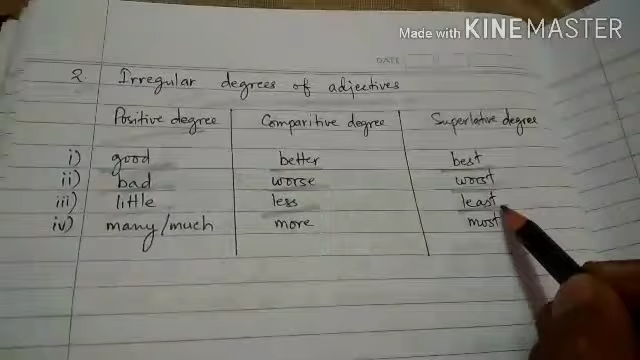 Made with KINEMASTER
DATE
2. Irregular degrees of adjectives
Positive degree Comparitive degree Superlative degree
i) good better best
ii) bad worse worst
iii) little less least
iv) many/much more most